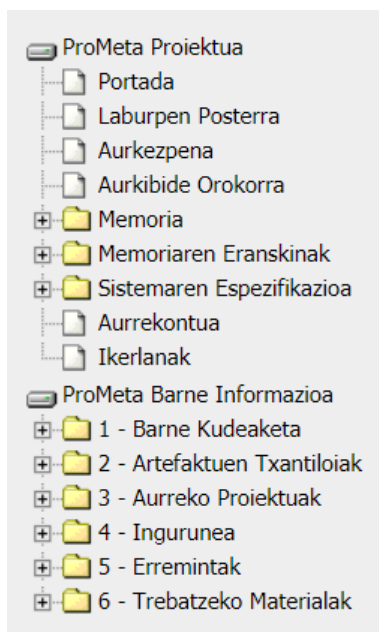 ProMeta Proiektua
Portada
Laburpen Posterra
Aurkezpena
Aurkibide Orokorra
Memoria
Memoriaren Eranskinak
Sistemaren Espezifikazioa
Aurrekontua
Ikerlanak
ProMeta Barne Informazioa
1 - Barne Kudeaketa
2 - Artefaktuen Txantiloiak
3 - Aurreko Proiektuak
4 - Ingurunea
5 - Erremintak
6 - Trebatzeko Materialak